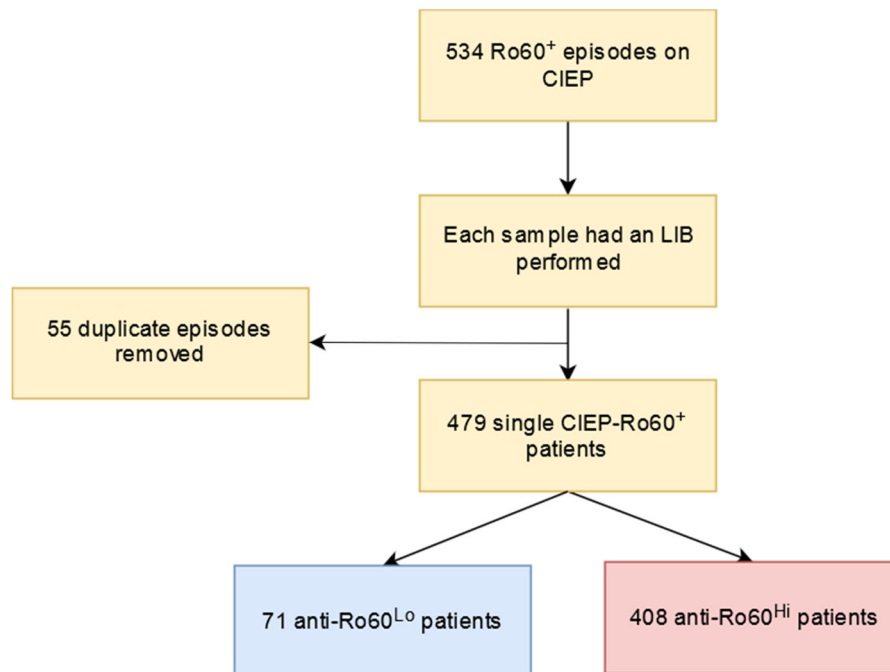 534 Ro60⁺ episodes on
CIEP
Each sample had an LIB
performed
55 duplicate episodes
removed
479 single CIEP-Ro60⁺
patients
71 anti-Ro60ᴸᵒ patients
408 anti-Ro60ᴴⁱ patients